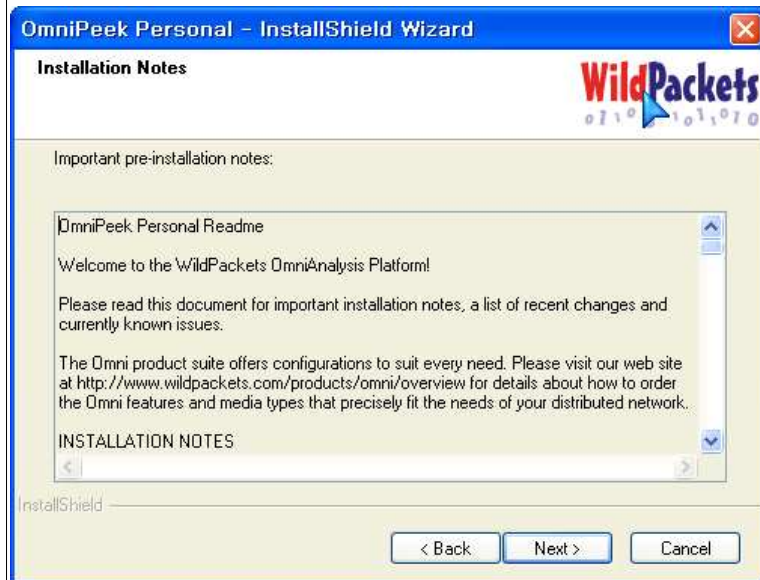 OmniPeek Personal - InstallShield Wizard
Installation Notes
WildPackets
Important pre-installation notes:
OmniPeek Personal Readme
Welcome to the WildPackets OmniAnalysis Platform!
Please read this document for important installation notes, a list of recent changes and
currently known issues.
The Omni product suite offers configurations to suit every need. Please visit our web site
at http://www.wildpackets.com/products/omni/overview for details about how to order
the Omni features and media types that precisely fit the needs of your distributed network.
INSTALLATION NOTES
InstallShield
< Back
Next >
Cancel